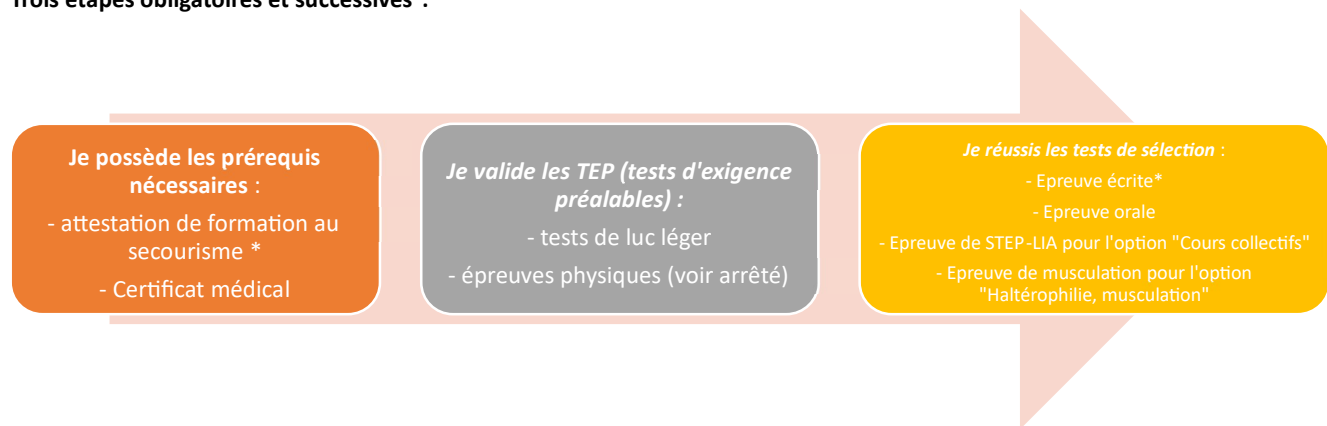 Trois étapes obligatoires et successives :
Je possède les prérequis
nécessaires :
- attestation de formation au
secourisme *
- Certificat médical
Je valide les TEP (tests d'exigence
préalables) :
- tests de luc léger
- épreuves physiques (voir arrêté)
Je réussis les tests de sélection :
- Epreuve écrite*
- Epreuve orale
- Epreuve de STEP-LIA pour l'option "Cours collectifs"
- Epreuve de musculation pour l'option
"Haltérophilie, musculation"